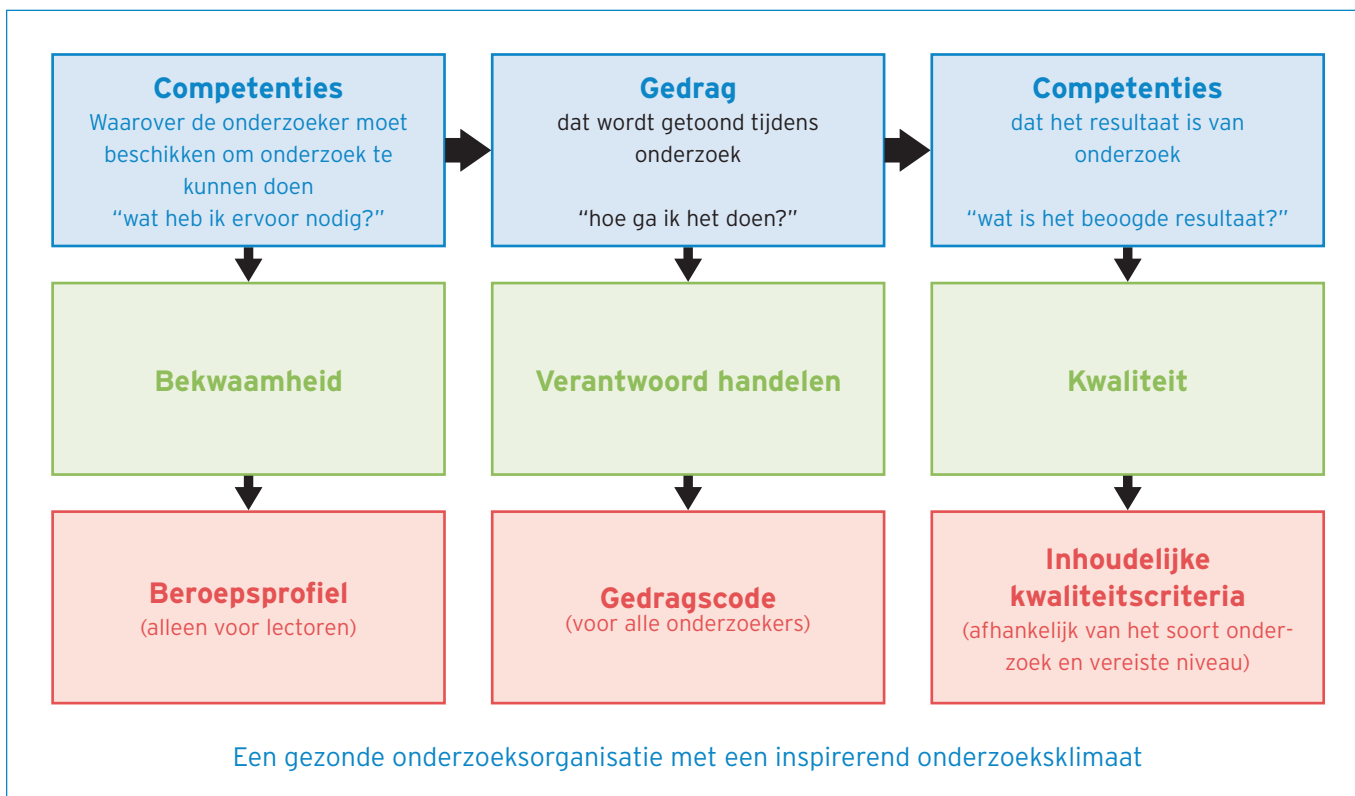 Competenties
Waarover de onderzoeker moet
beschikken om onderzoek te
kunnen doen
“wat heb ik ervoor nodig?”
Gedrag
dat wordt getoond tijdens
onderzoek
“hoe ga ik het doen?”
Competenties
dat het resultaat is van
onderzoek
“wat is het beoogde resultaat?”
Bekwaamheid
Verantwoord handelen
Kwaliteit
Beroepsprofiel
(alleen voor lectoren)
Gedragscode
(voor alle onderzoekers)
Inhoudelijke
kwaliteitscriteria
(afhankelijk van het soort onder-
zoek en vereiste niveau)
Een gezonde onderzoeksorganisatie met een inspirerend onderzoeksklimaat